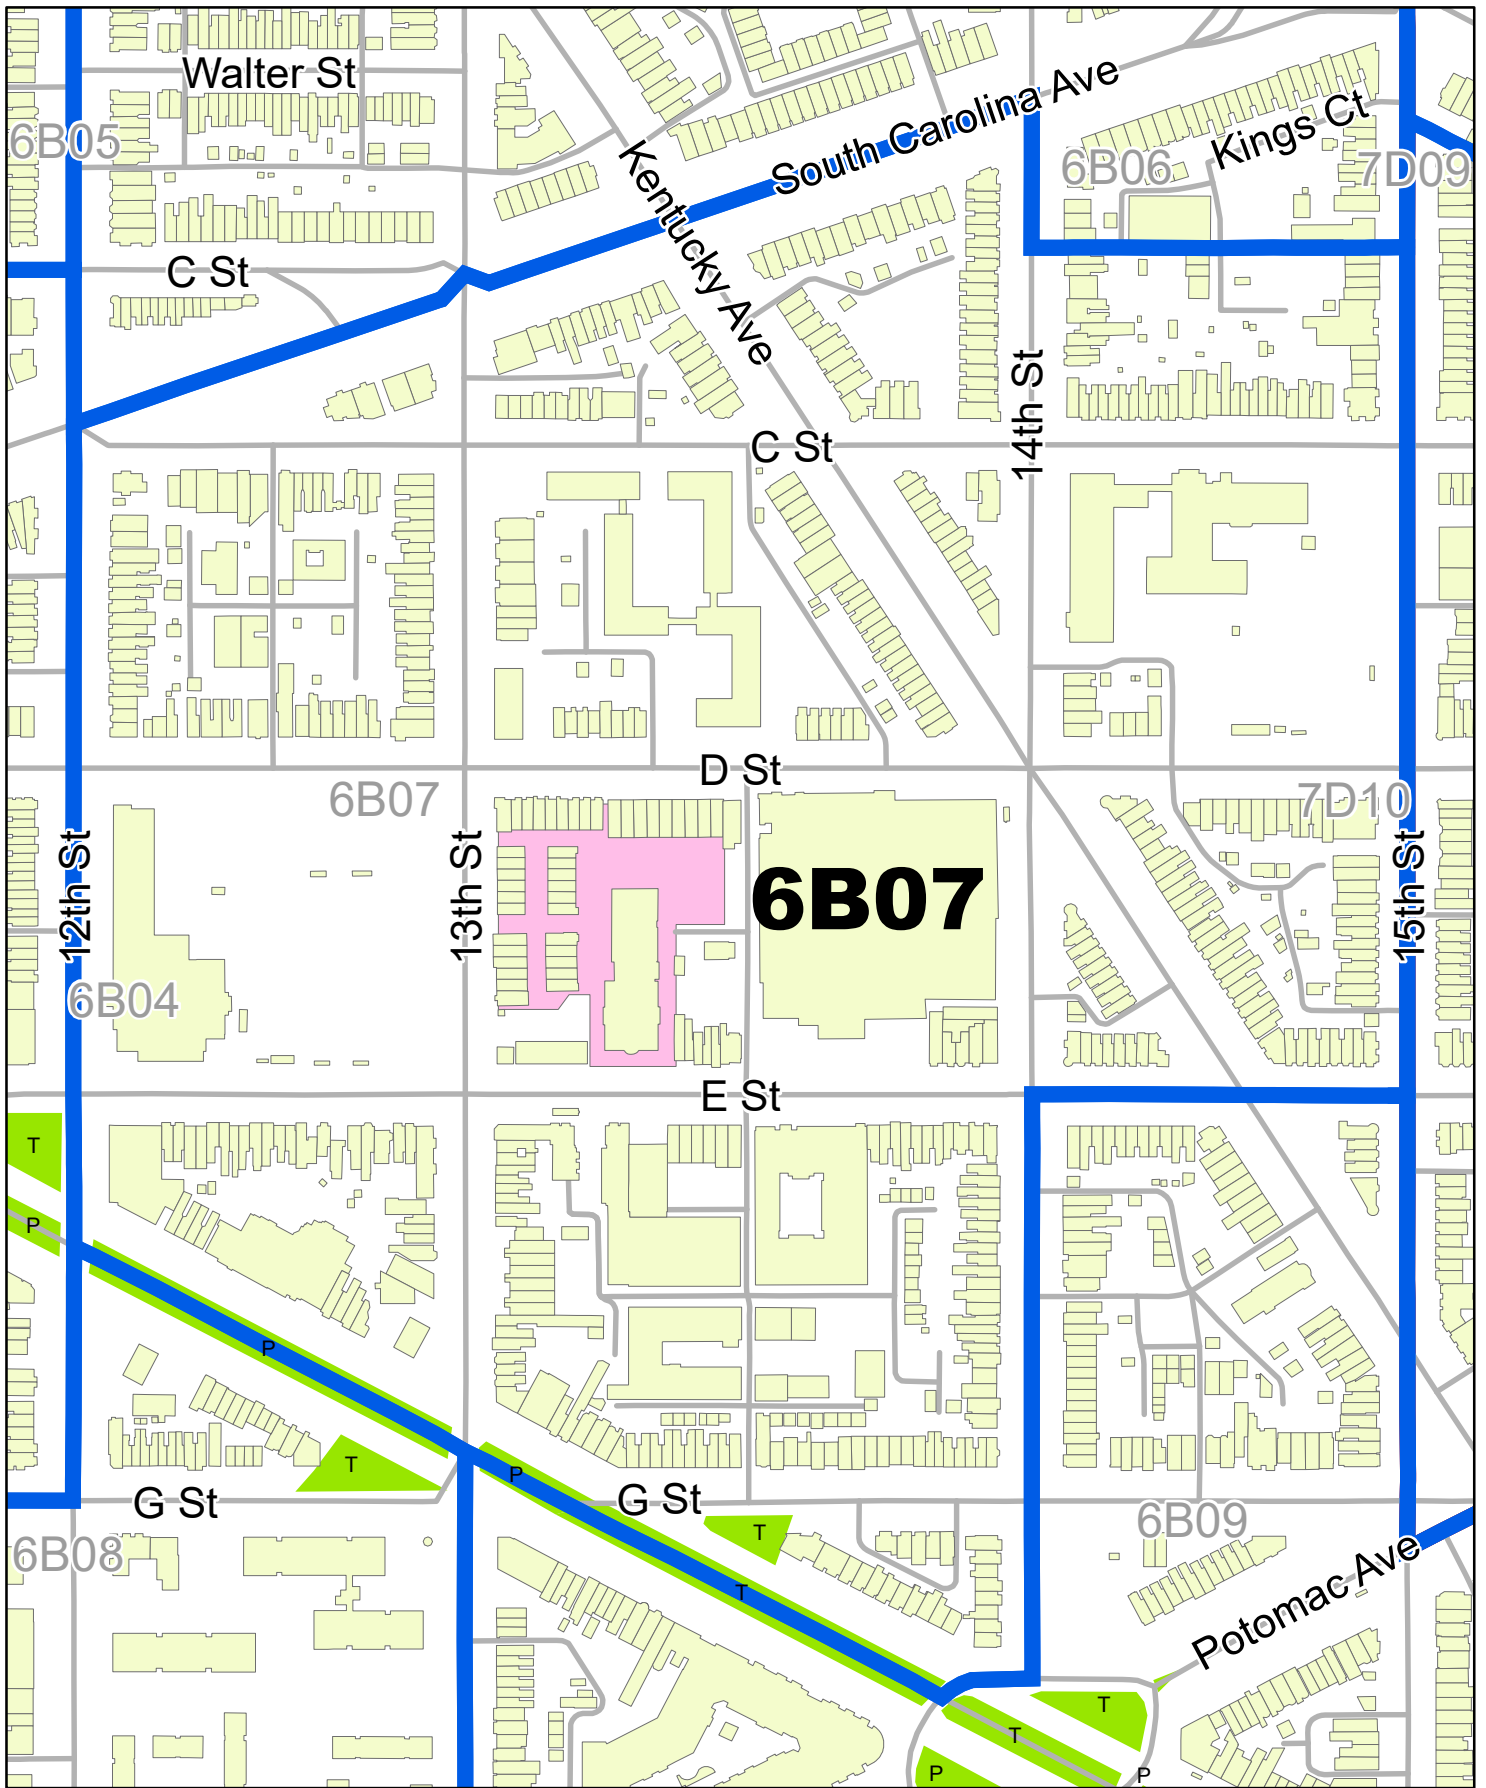 Walter St
6B05
South Carolina Ave
Kings Ct
6B06
7D09
Kentucky Ave
C St
14th St
C St
D St
6B07
7D10
12th St
13th St
6B07
15th St
6B04
E St
T
P
P
T
P
G St
G St
T
6B09
6B08
T
Potomac Ave
T
T
P
P